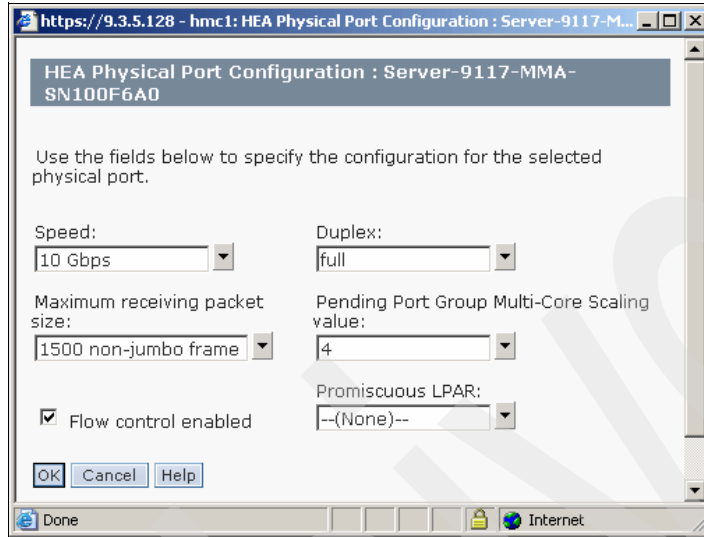 https://9.3.5.128 - hmc1: HEA Physical Port Configuration : Server-9117-M...
HEA Physical Port Configuration : Server-9117-MMA-
SN100F6A0
Use the fields below to specify the configuration for the selected
physical port.
Speed:
10 Gbps
Duplex:
full
Maximum receiving packet
size:
1500 non-jumbo frame
Pending Port Group Multi-Core Scaling
value:
4
Flow control enabled
Promiscuous LPAR:
--(None)--
OK Cancel Help
Done Internet